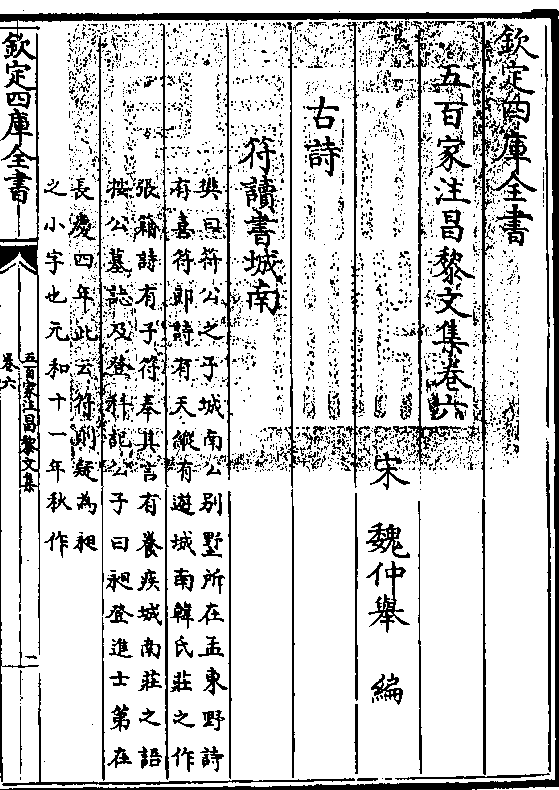 欽定四庫全書
五百家注昌黎文集卷六
宋 魏仲舉 編
古詩
符讀書城南
樊曰符公之子城南公别墅所在孟東野詩
有喜符郎詩有天縱有遊城南韓氏莊之作
張籍詩有子符奉其言有養疾城南莊之語
按公墓誌及登科記公子曰昶登進士第在
長慶四年此云符則疑為昶
之小字也元和十一年秋作
欽定四庫全書
五百家注昌黎文集
卷六
一